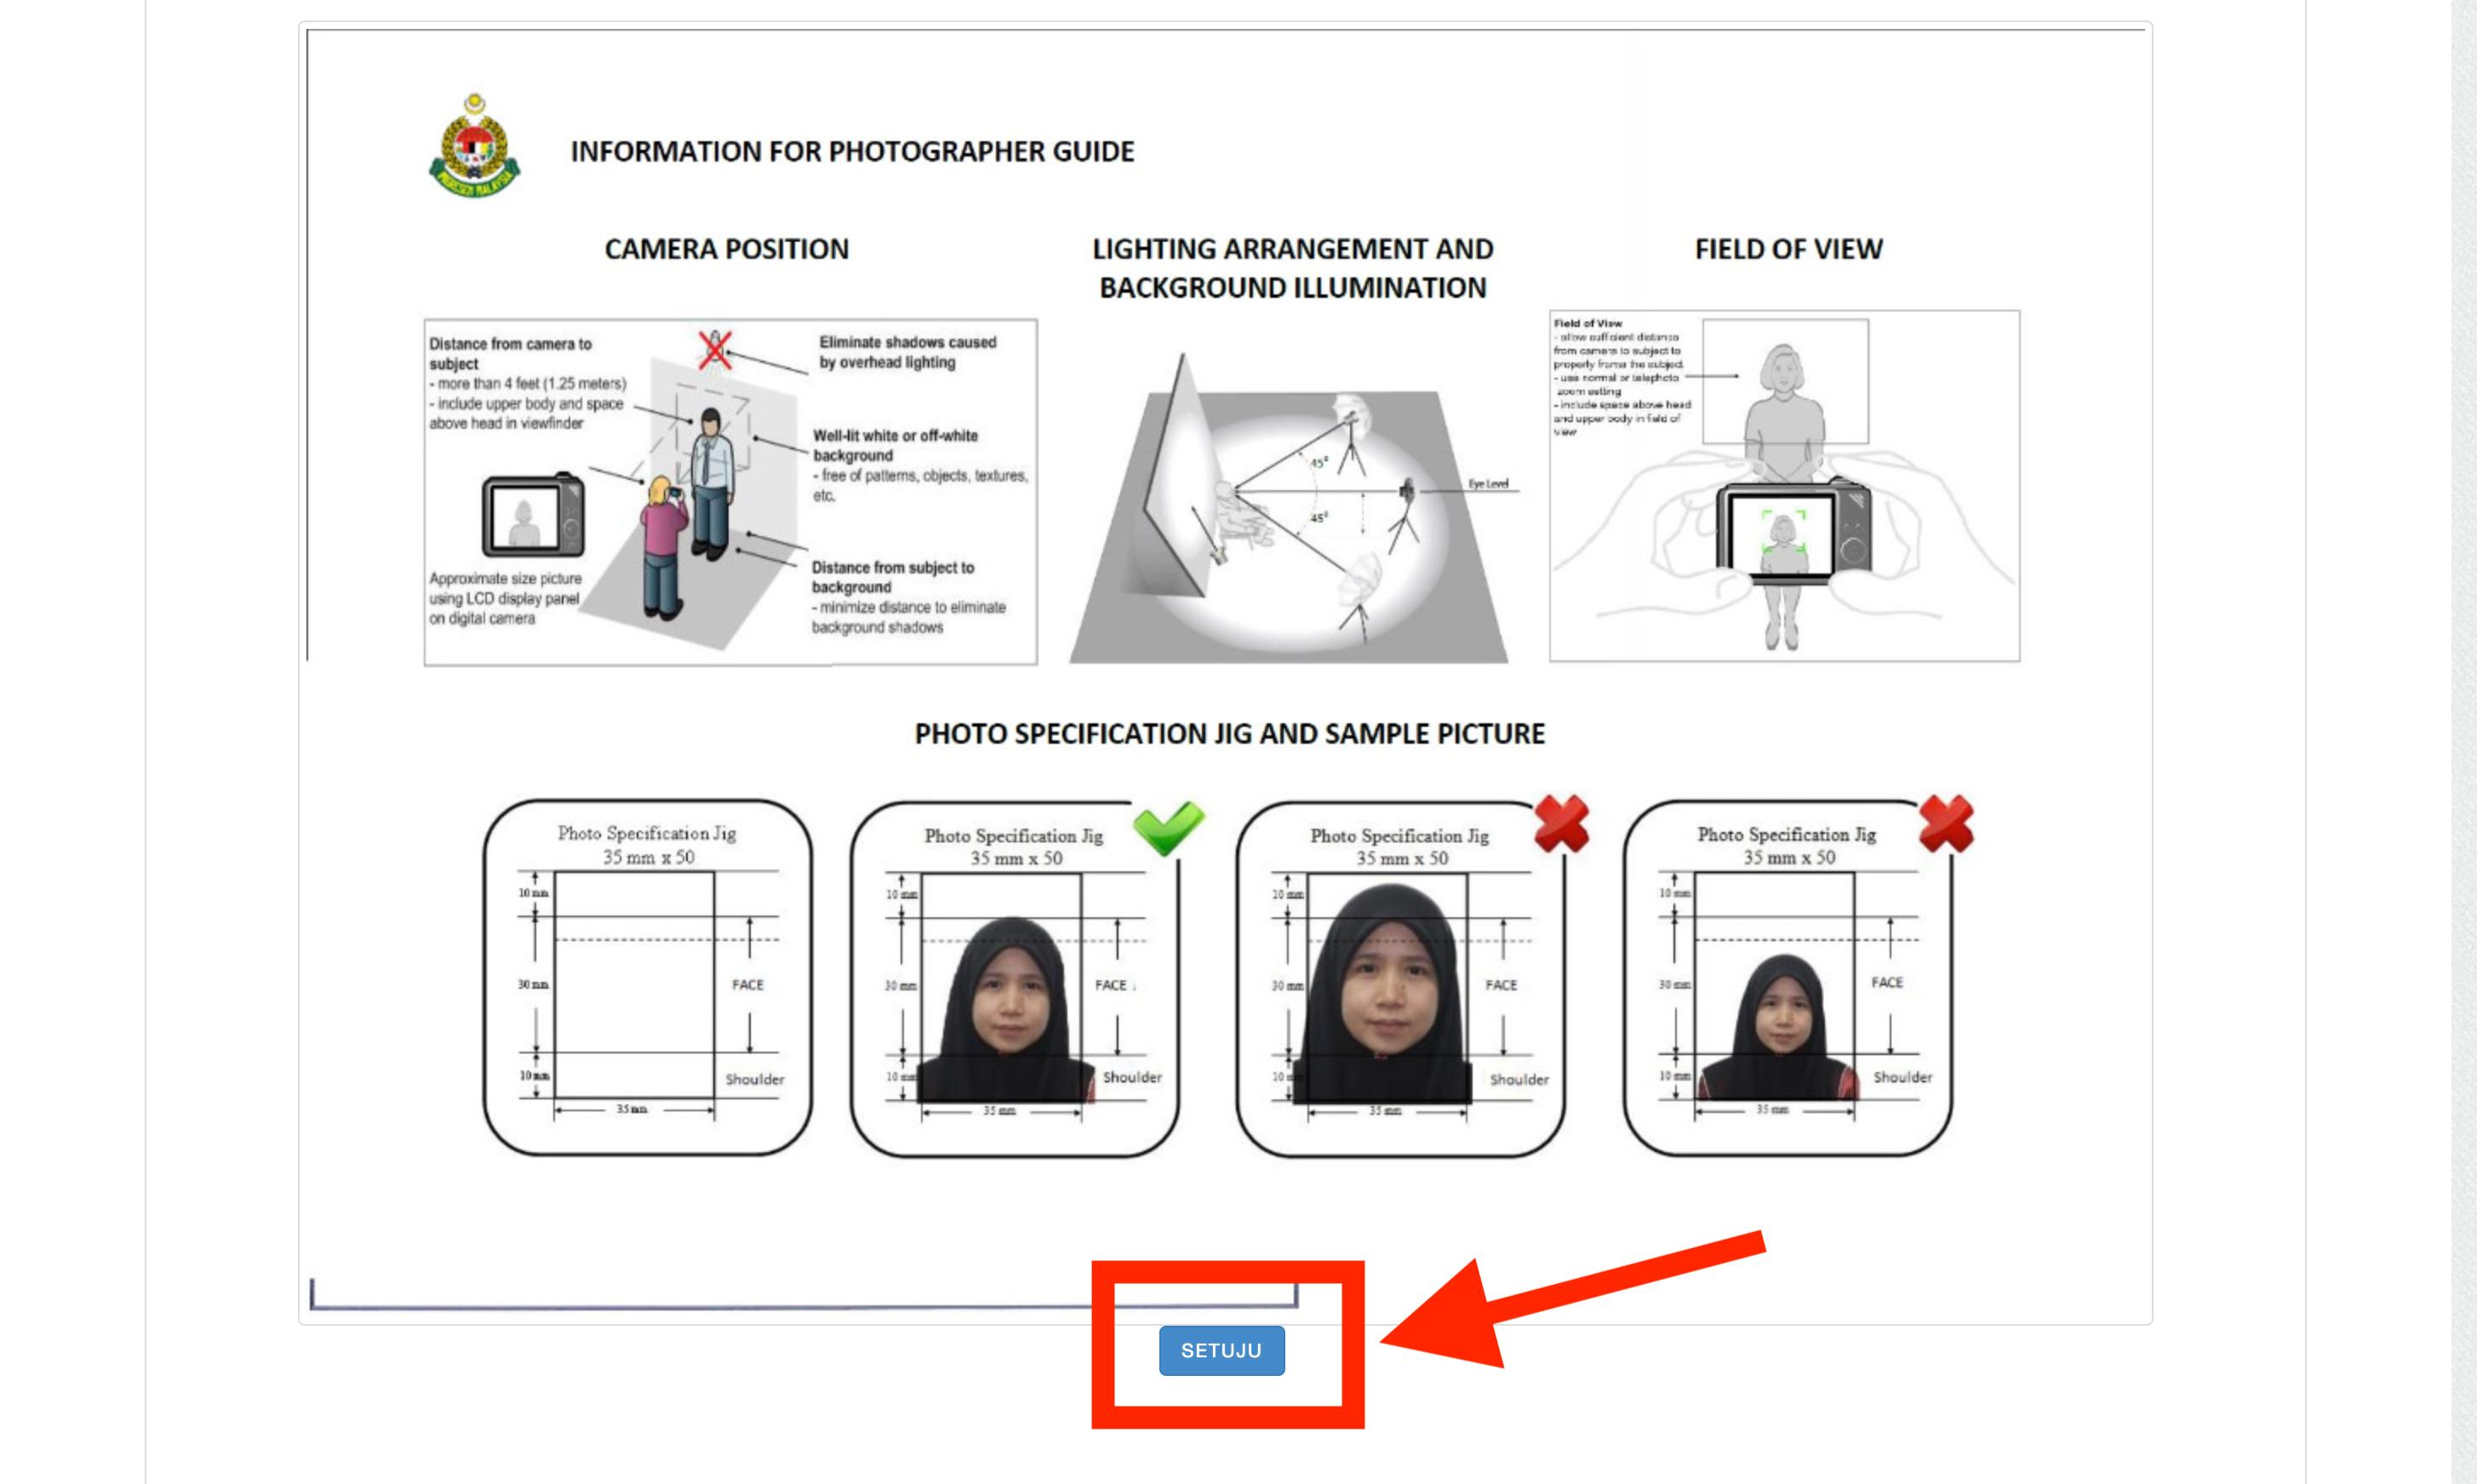 IMIGRESEN MALAYSIA
INFORMATION FOR PHOTOGRAPHER GUIDE
CAMERA POSITION
Distance from camera to
subject
- more than 4 feet (1.25 meters)
- include upper body and space
above head in viewfinder
Approximate size picture
using LCD display panel
on digital camera
Eliminate shadows caused
by overhead lighting
Well-lit white or off-white
background
- free of patterns, objects, textures,
etc.
Distance from subject to
background
- minimize distance to eliminate
background shadows
LIGHTING ARRANGEMENT AND
BACKGROUND ILLUMINATION
45°
45°
Eye Level
FIELD OF VIEW
Field of View
- allow sufficient distance
from camera to subject to
properly frame the subject
- use normal or telephoto
zoom setting
- include space above head
and upper body in field of
view
PHOTO SPECIFICATION JIG AND SAMPLE PICTURE
Photo Specification Jig
35 mm x 50
10 mm
30 mm
FACE
10 mm
Shoulder
35 mm
Photo Specification Jig
35 mm x 50
10 mm
30 mm
FACE
10 mm
Shoulder
35 mm
Photo Specification Jig
35 mm x 50
10 mm
30 mm
FACE
10
Shoulder
35 mm
Photo Specification Jig
35 mm x 50
10 mm
30 mm
FACE
10 mm
Shoulder
35 mm
SETUJU